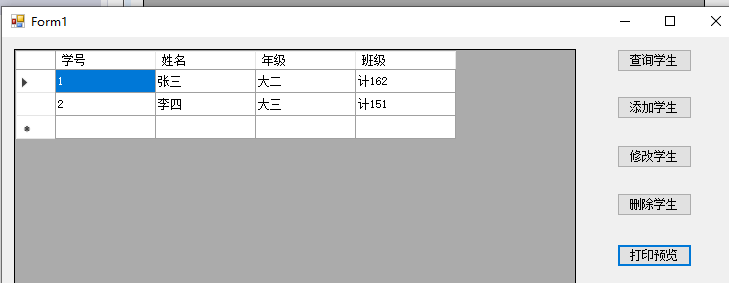 Form1
学号 姓名 年级 班级
1 张三 大二 计162
2 李四 大三 计151
查询学生
添加学生
修改学生
删除学生
打印预览